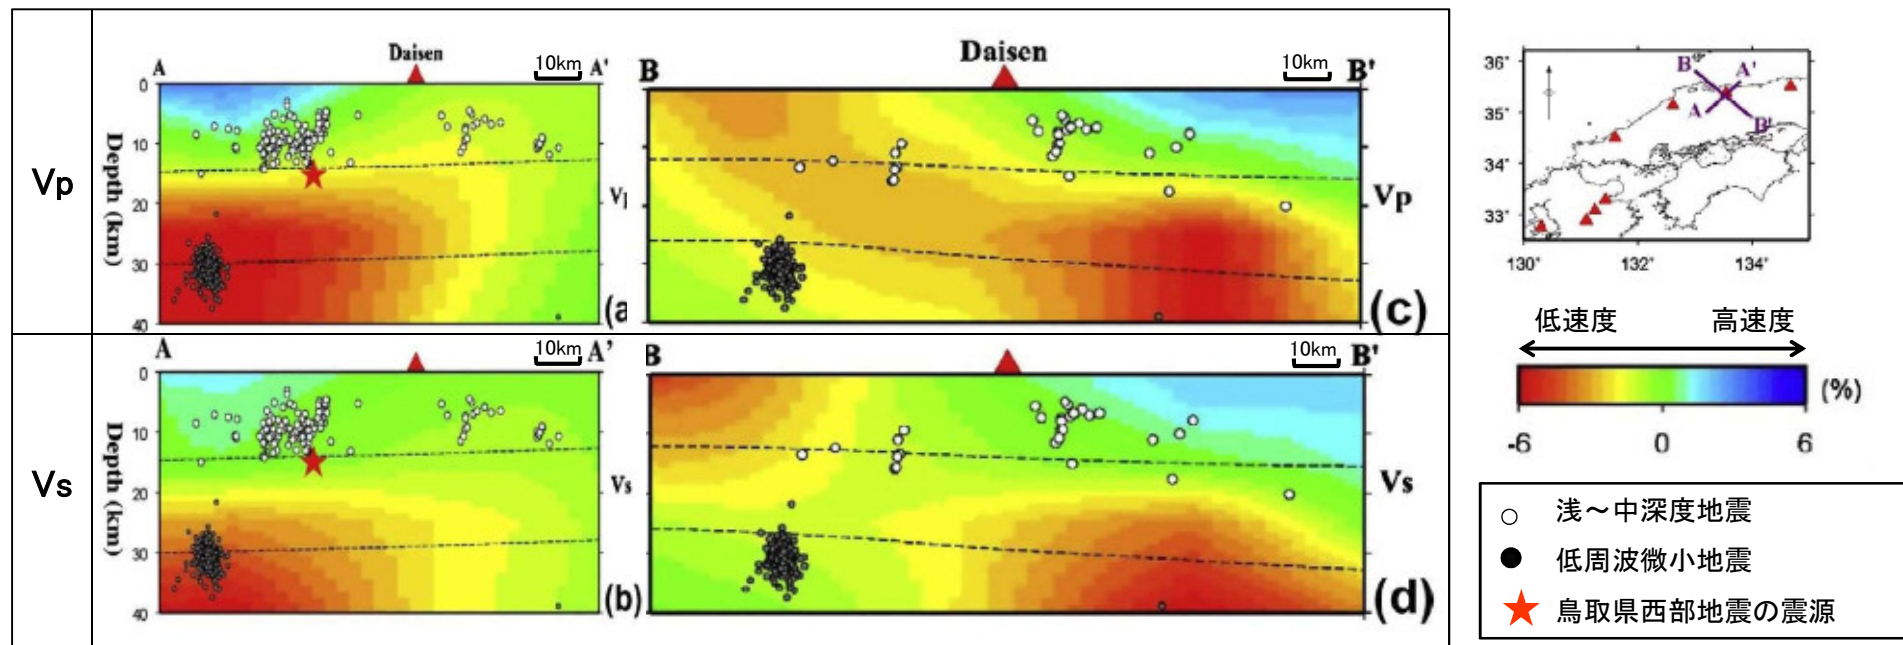 Vp
A
Daisen
10km
A'
0
10
20
30
40
Depth (km)
(a
B
Daisen
10km
B'
Vp
(c)
Vs
A
10km
A'
0
10
20
30
40
Depth (km)
Vs
(b)
B
10km
B'
Vs
(d)
36°
35°
34°
33°
130°
132°
134°
B
A'
A
B'
低速度
高速度
(%)
-6
0
6
浅～中深度地震
低周波微小地震
鳥取県西部地震の震源